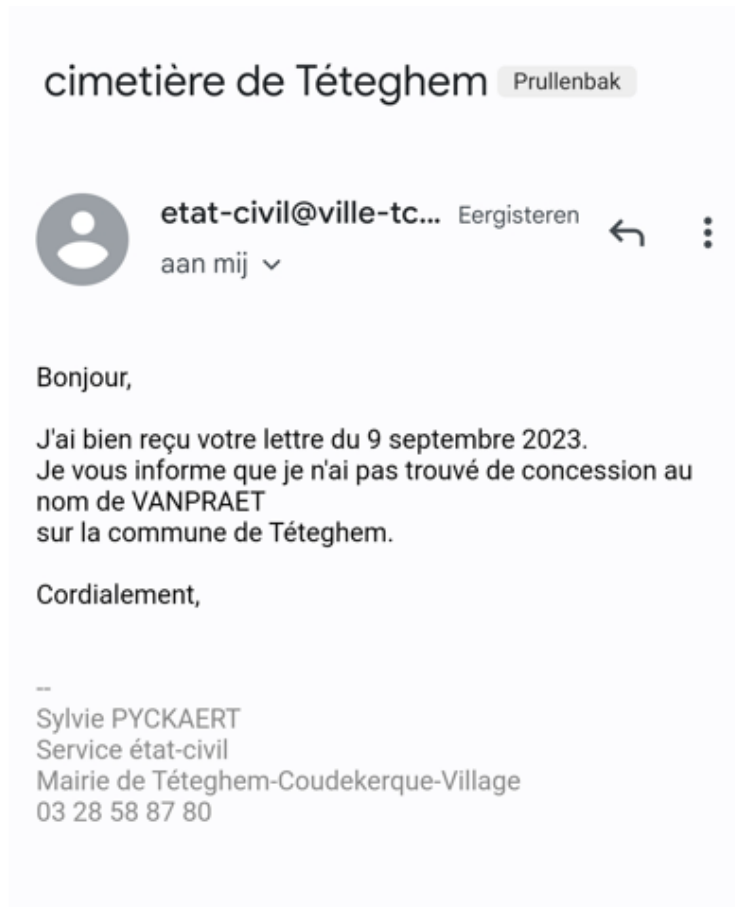 cimetière de Téteghem Prullenbak
etat-civil@ville-tc... Eergisteren
aan mij
Bonjour,
J'ai bien reçu votre lettre du 9 septembre 2023.
Je vous informe que je n'ai pas trouvé de concession au
nom de VANPRAET
sur la commune de Téteghem.
Cordialement,
--
Sylvie PYCKAERT
Service état-civil
Mairie de Téteghem-Coudekerque-Village
03 28 58 87 80